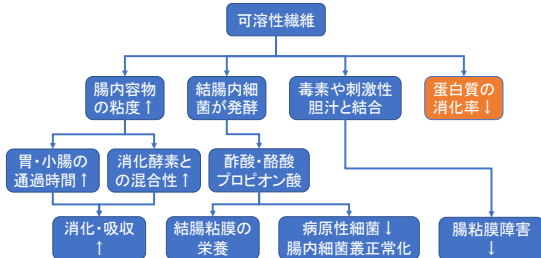 可溶性繊維
腸内容物
の粘度↑
結腸内細
菌が発酵
毒素や刺激性
胆汁と結合
蛋白質の
消化率↓
胃・小腸の
通過時間↑
消化酵素と
の混合性↑
酢酸・酪酸
プロピオン酸
消化・吸収
↑
結腸粘膜の
栄養
病原性細菌↓
腸内細菌叢正常化
腸粘膜障害
↓